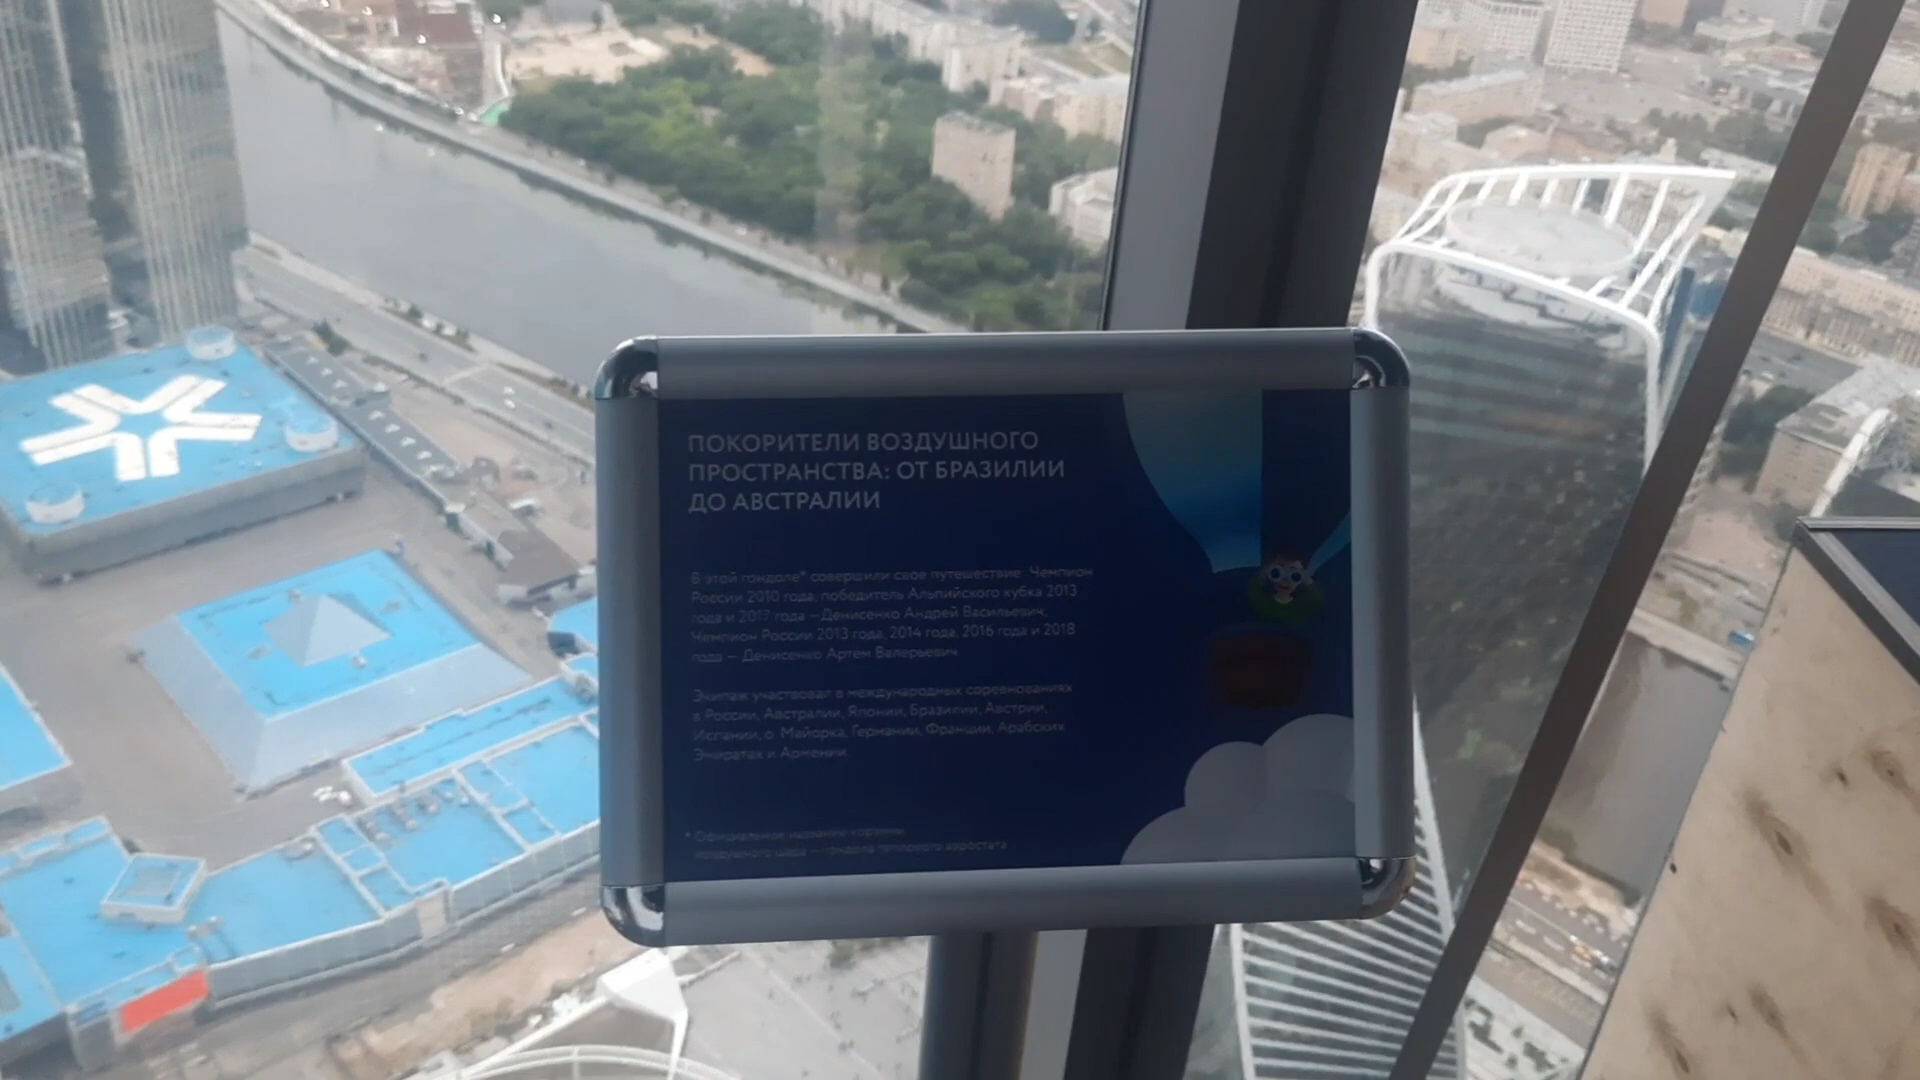 ПОКОРИТЕЛИ ВОЗДУШНОГО
ПРОСТРАНСТВА: ОТ БРАЗИЛИИ
ДО АВСТРАЛИИ
В этой гондоле* совершили свое путешествие: Чемпион
России 2010 года, победитель Альпийского кубка 2013
года и 2017 года —Денисенко Андрей Васильевич,
Чемпион России 2013 года, 2014 года, 2016 года и 2018
года — Денисенко Артем Валерьевич
Экипаж участвовал в международных соревнованиях
в России, Австралии, Японии, Бразилии, Австрии,
Испании, о. Майорка, Германии, Франции, Арабских
Эмиратах и Армении.
* Официальное название корзины
воздушного шара — гондола теплового аэростата